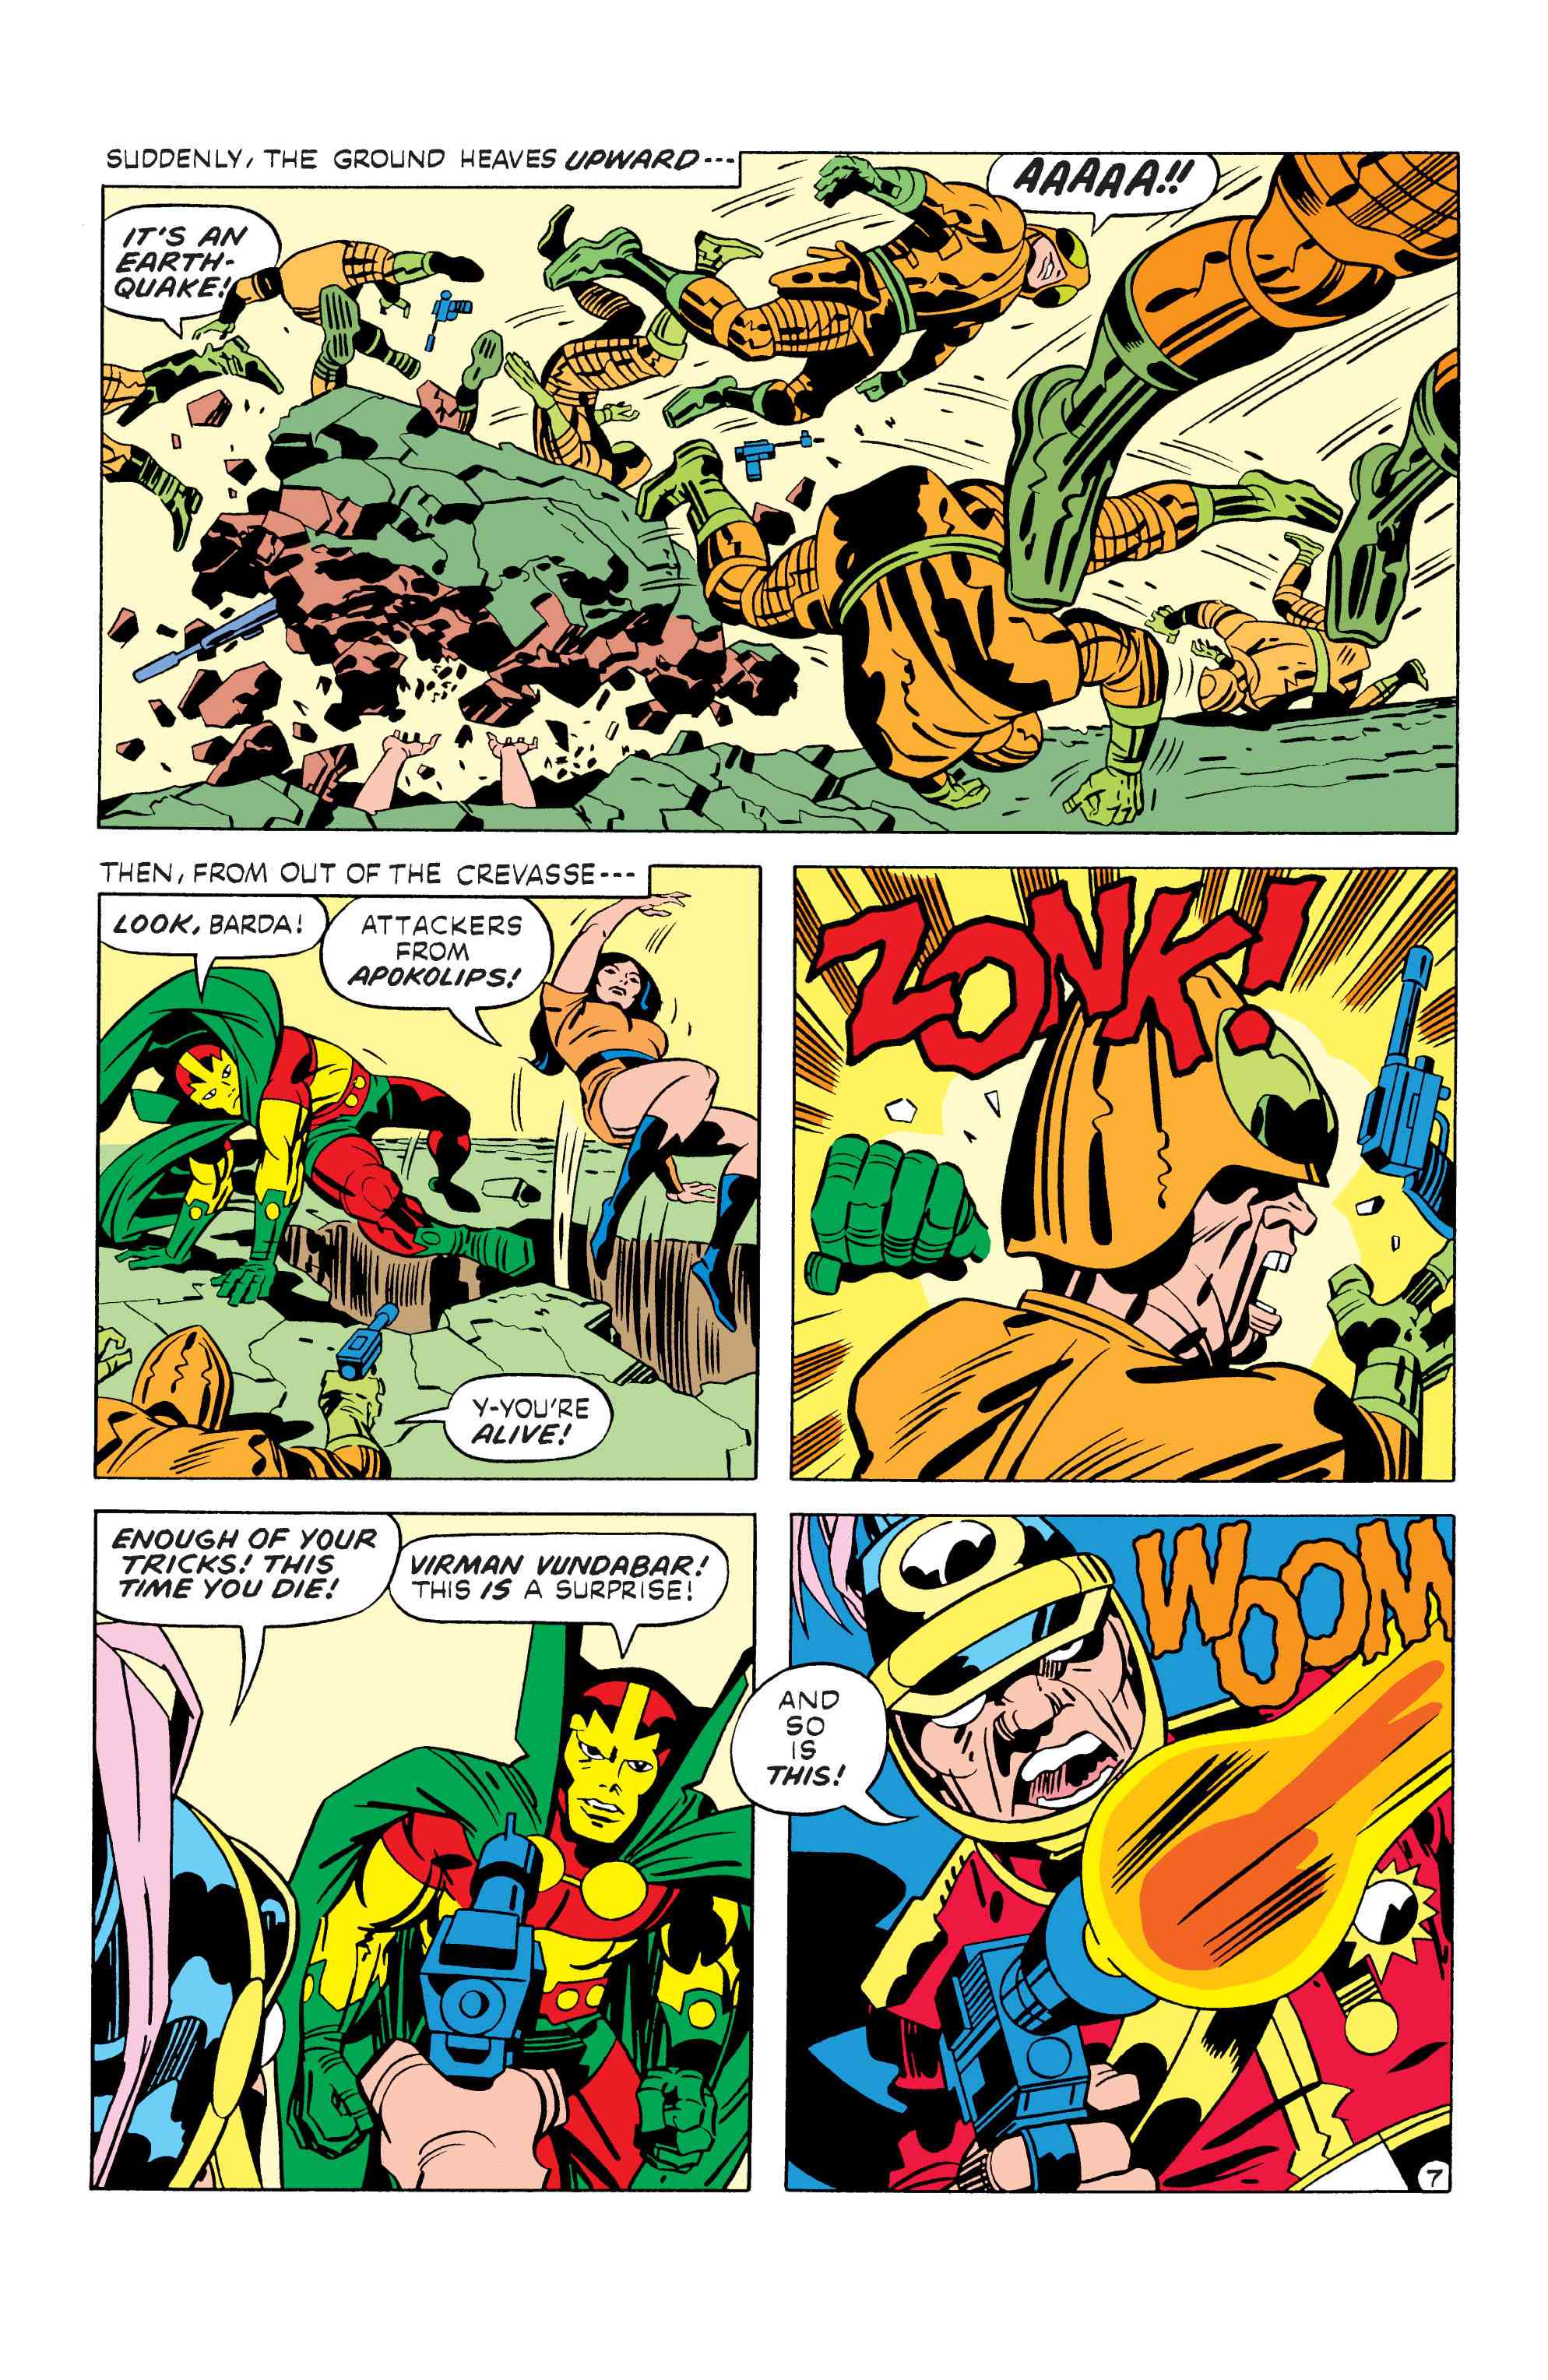 SUDDENLY, THE GROUND HEAVES UPWARD---
IT'S AN
EARTH-
QUAKE!
AAAAA!!
THEN, FROM OUT OF THE CREVASSE---
LOOK, BARDA!
ATTACKERS
FROM
APOKOLIPS!
Y-YOU'RE
ALIVE!
ZONK!
ENOUGH OF YOUR
TRICKS! THIS
TIME YOU DIE!
VIRMAN VUNDABAR!
THIS IS A SURPRISE!
AND
SO
IS
THIS!
WOOM
7